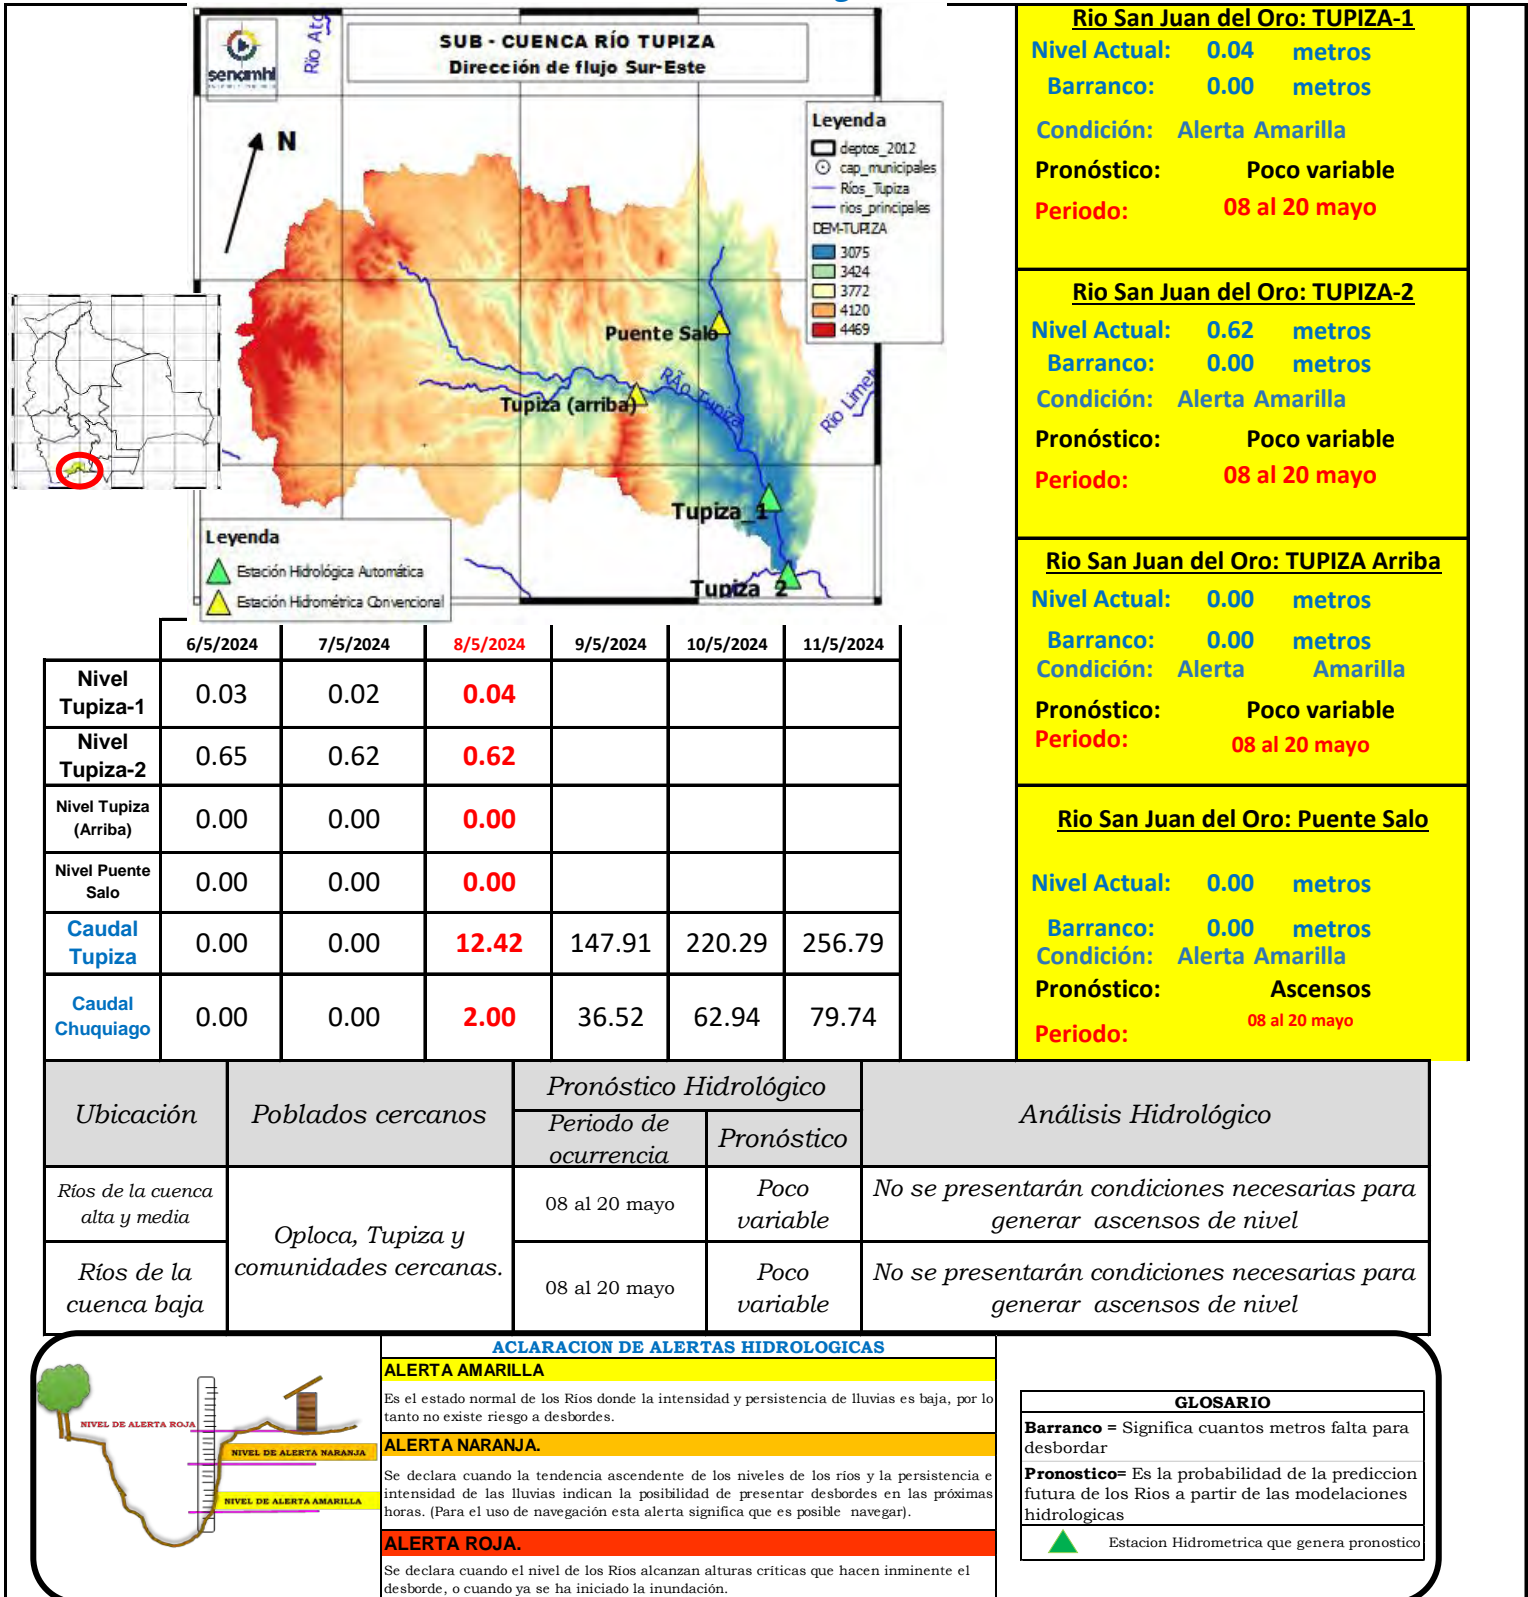 senamhi
Río Ato
SUB - CUENCA RÍO TUPIZA
Dirección de flujo Sur-Este
N
Leyenda
deptos_2012
cap_municipales
Ríos_Tupiza
rios_principales
DEM-TUPIZA
3075
3424
3772
4120
4469
Puente Salo
RÃ­o Tupiza
Tupiza (arriba)
Río Limet
Tupiza_1
Tupiza_2
Leyenda
Estación Hidrológica Automática
Estación Hidrométrica Convencional
Rio San Juan del Oro: TUPIZA-1
Nivel Actual: 0.04 metros
Barranco: 0.00 metros
Condición: Alerta Amarilla
Pronóstico: Poco variable
Periodo: 08 al 20 mayo
Rio San Juan del Oro: TUPIZA-2
Nivel Actual: 0.62 metros
Barranco: 0.00 metros
Condición: Alerta Amarilla
Pronóstico: Poco variable
Periodo: 08 al 20 mayo
Rio San Juan del Oro: TUPIZA Arriba
Nivel Actual: 0.00 metros
Barranco: 0.00 metros
Condición: Alerta Amarilla
Pronóstico: Poco variable
Periodo: 08 al 20 mayo
Rio San Juan del Oro: Puente Salo
Nivel Actual: 0.00 metros
Barranco: 0.00 metros
Condición: Alerta Amarilla
Pronóstico: Ascensos
Periodo: 08 al 20 mayo
6/5/2024 7/5/2024 8/5/2024 9/5/2024 10/5/2024 11/5/2024
Nivel
Tupiza-1 0.03 0.02 0.04
Nivel
Tupiza-2 0.65 0.62 0.62
Nivel Tupiza
(Arriba) 0.00 0.00 0.00
Nivel Puente
Salo 0.00 0.00 0.00
Caudal
Tupiza 0.00 0.00 12.42 147.91 220.29 256.79
Caudal
Chuquiago 0.00 0.00 2.00 36.52 62.94 79.74
Ubicación Poblados cercanos Pronóstico Hidrológico Análisis Hidrológico
Periodo de
ocurrencia Pronóstico
Ríos de la cuenca
alta y media
Oploca, Tupiza y
comunidades cercanas.
08 al 20 mayo
Poco
variable
No se presentarán condiciones necesarias para
generar ascensos de nivel
Ríos de la
cuenca baja
08 al 20 mayo
Poco
variable
No se presentarán condiciones necesarias para
generar ascensos de nivel
NIVEL DE ALERTA ROJA
NIVEL DE ALERTA NARANJA
NIVEL DE ALERTA AMARILLA
ACLARACION DE ALERTAS HIDROLOGICAS
ALERTA AMARILLA
Es el estado normal de los Ríos donde la intensidad y persistencia de lluvias es baja, por lo
tanto no existe riesgo a desbordes.
ALERTA NARANJA.
Se declara cuando la tendencia ascendente de los niveles de los ríos y la persistencia e
intensidad de las lluvias indican la posibilidad de presentar desbordes en las próximas
horas. (Para el uso de navegación esta alerta significa que es posible navegar).
ALERTA ROJA.
Se declara cuando el nivel de los Ríos alcanzan alturas críticas que hacen inminente el
desborde, o cuando ya se ha iniciado la inundación.
GLOSARIO
Barranco = Significa cuantos metros falta para
desbordar
Pronostico= Es la probabilidad de la prediccion
futura de los Rios a partir de las modelaciones
hidrologicas
Estacion Hidrometrica que genera pronostico